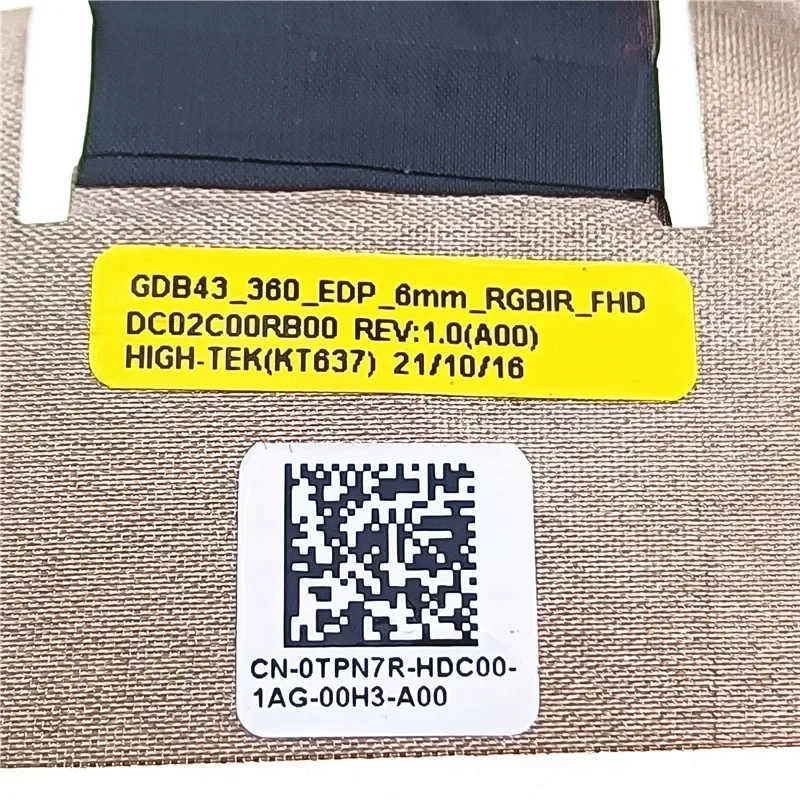 GDB43_360_EDP_6mm_RGBIR_FHD
DC02C00RB00 REV:1.0(A00)
HIGH-TEK(KT637) 21/10/16
CN-0TPN7R-HDC00-
1AG-00H3-A00